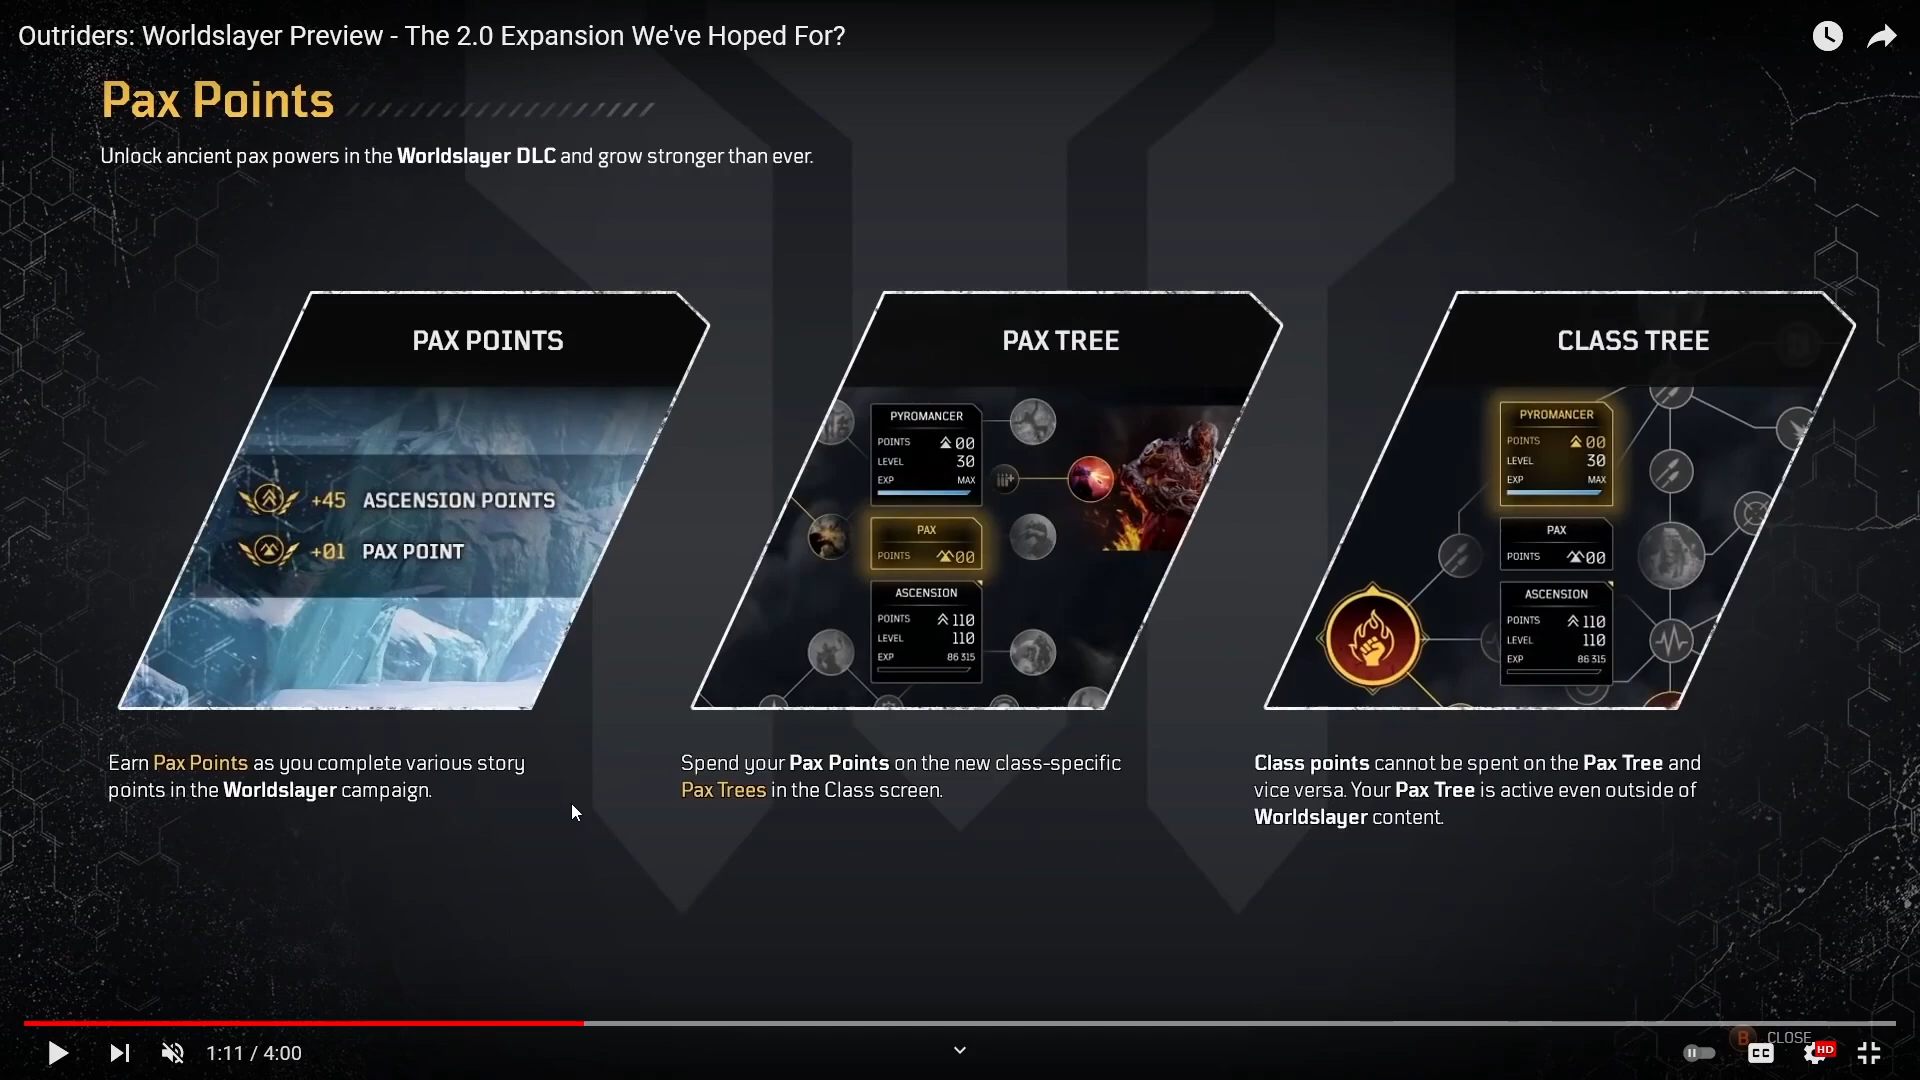 Outriders: Worldslayer Preview - The 2.0 Expansion We've Hoped For?
Pax Points
Unlock ancient pax powers in the Worldslayer DLC and grow stronger than ever.
PAX POINTS
+45 ASCENSION POINTS
+01 PAX POINT
Earn Pax Points as you complete various story
points in the Worldslayer campaign.
PAX TREE
PYROMANCER
POINTS 00
LEVEL 30
EXP MAX
PAX
POINTS 00
ASCENSION
POINTS 110
LEVEL 110
EXP 86 315
Spend your Pax Points on the new class-specific
Pax Trees in the Class screen.
CLASS TREE
PYROMANCER
POINTS 00
LEVEL 30
EXP MAX
PAX
POINTS 00
ASCENSION
POINTS 110
LEVEL 110
EXP 86 315
Class points cannot be spent on the Pax Tree and
vice versa. Your Pax Tree is active even outside of
Worldslayer content.
B CLOSE
1:11 / 4:00
CC
HD